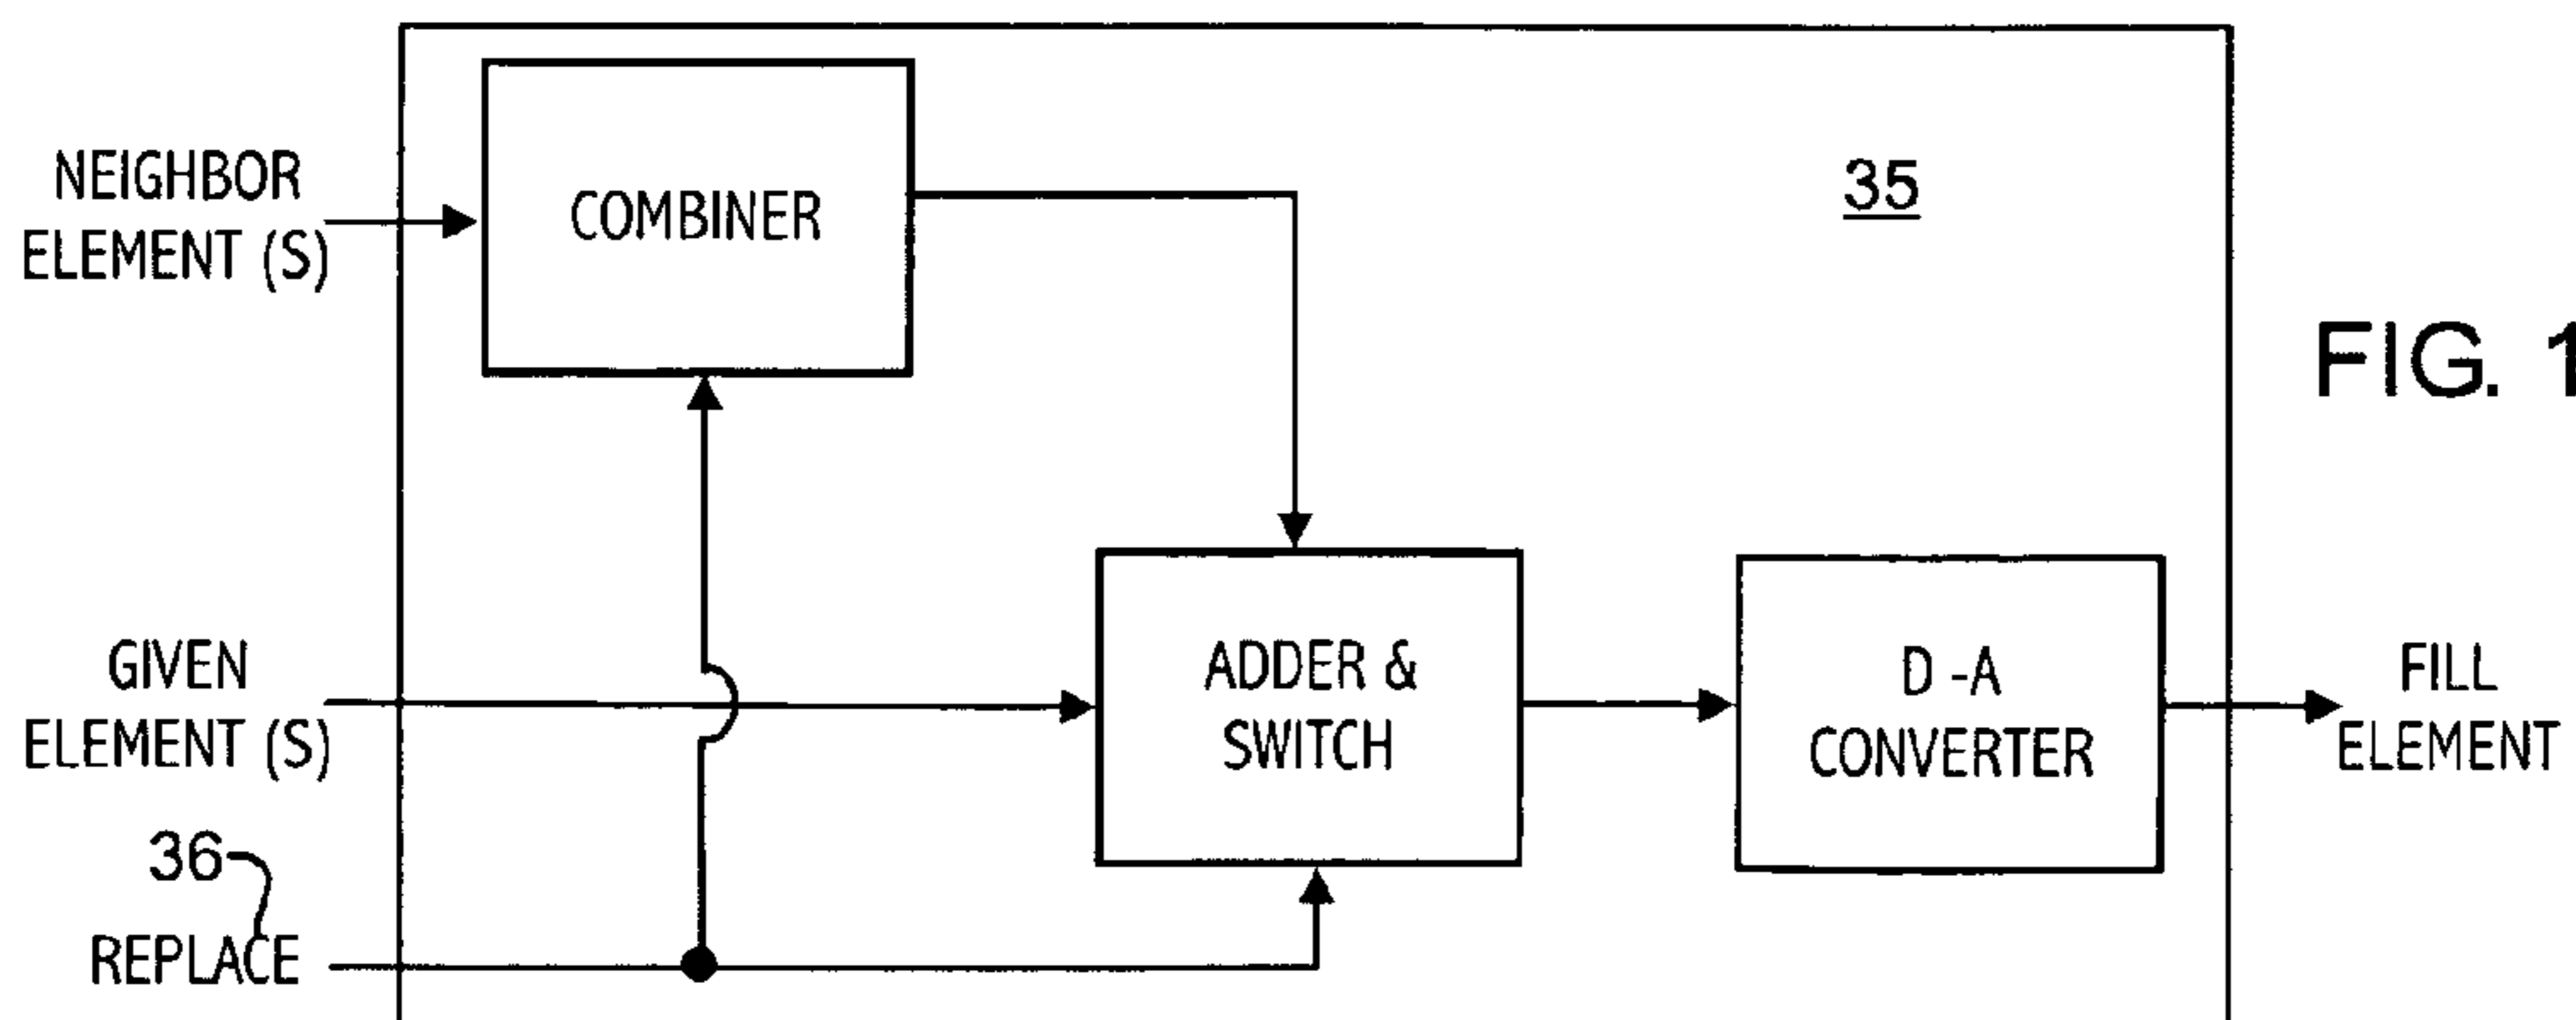 NEIGHBOR
ELEMENT (S)
COMBINER
35
FIG. 1
GIVEN
ELEMENT (S)
ADDER &
SWITCH
D -A
CONVERTER
FILL
ELEMENT
36
REPLACE